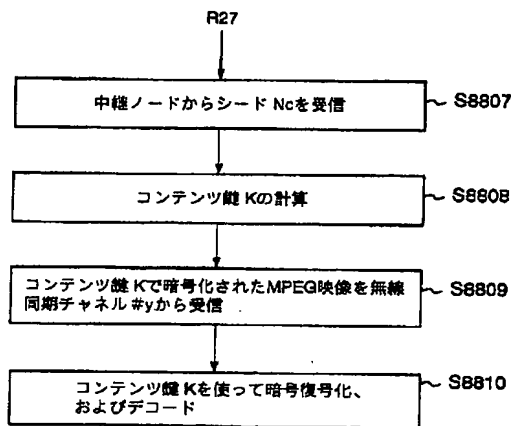 R27
中継ノードからシード Ncを受信
S8807
コンテンツ鍵 Kの計算
S8808
コンテンツ鍵 Kで暗号化されたMPEG映像を無線
同期チャネル #yから受信
S8809
コンテンツ鍵 Kを使って暗号復号化、
およびデコード
S8810